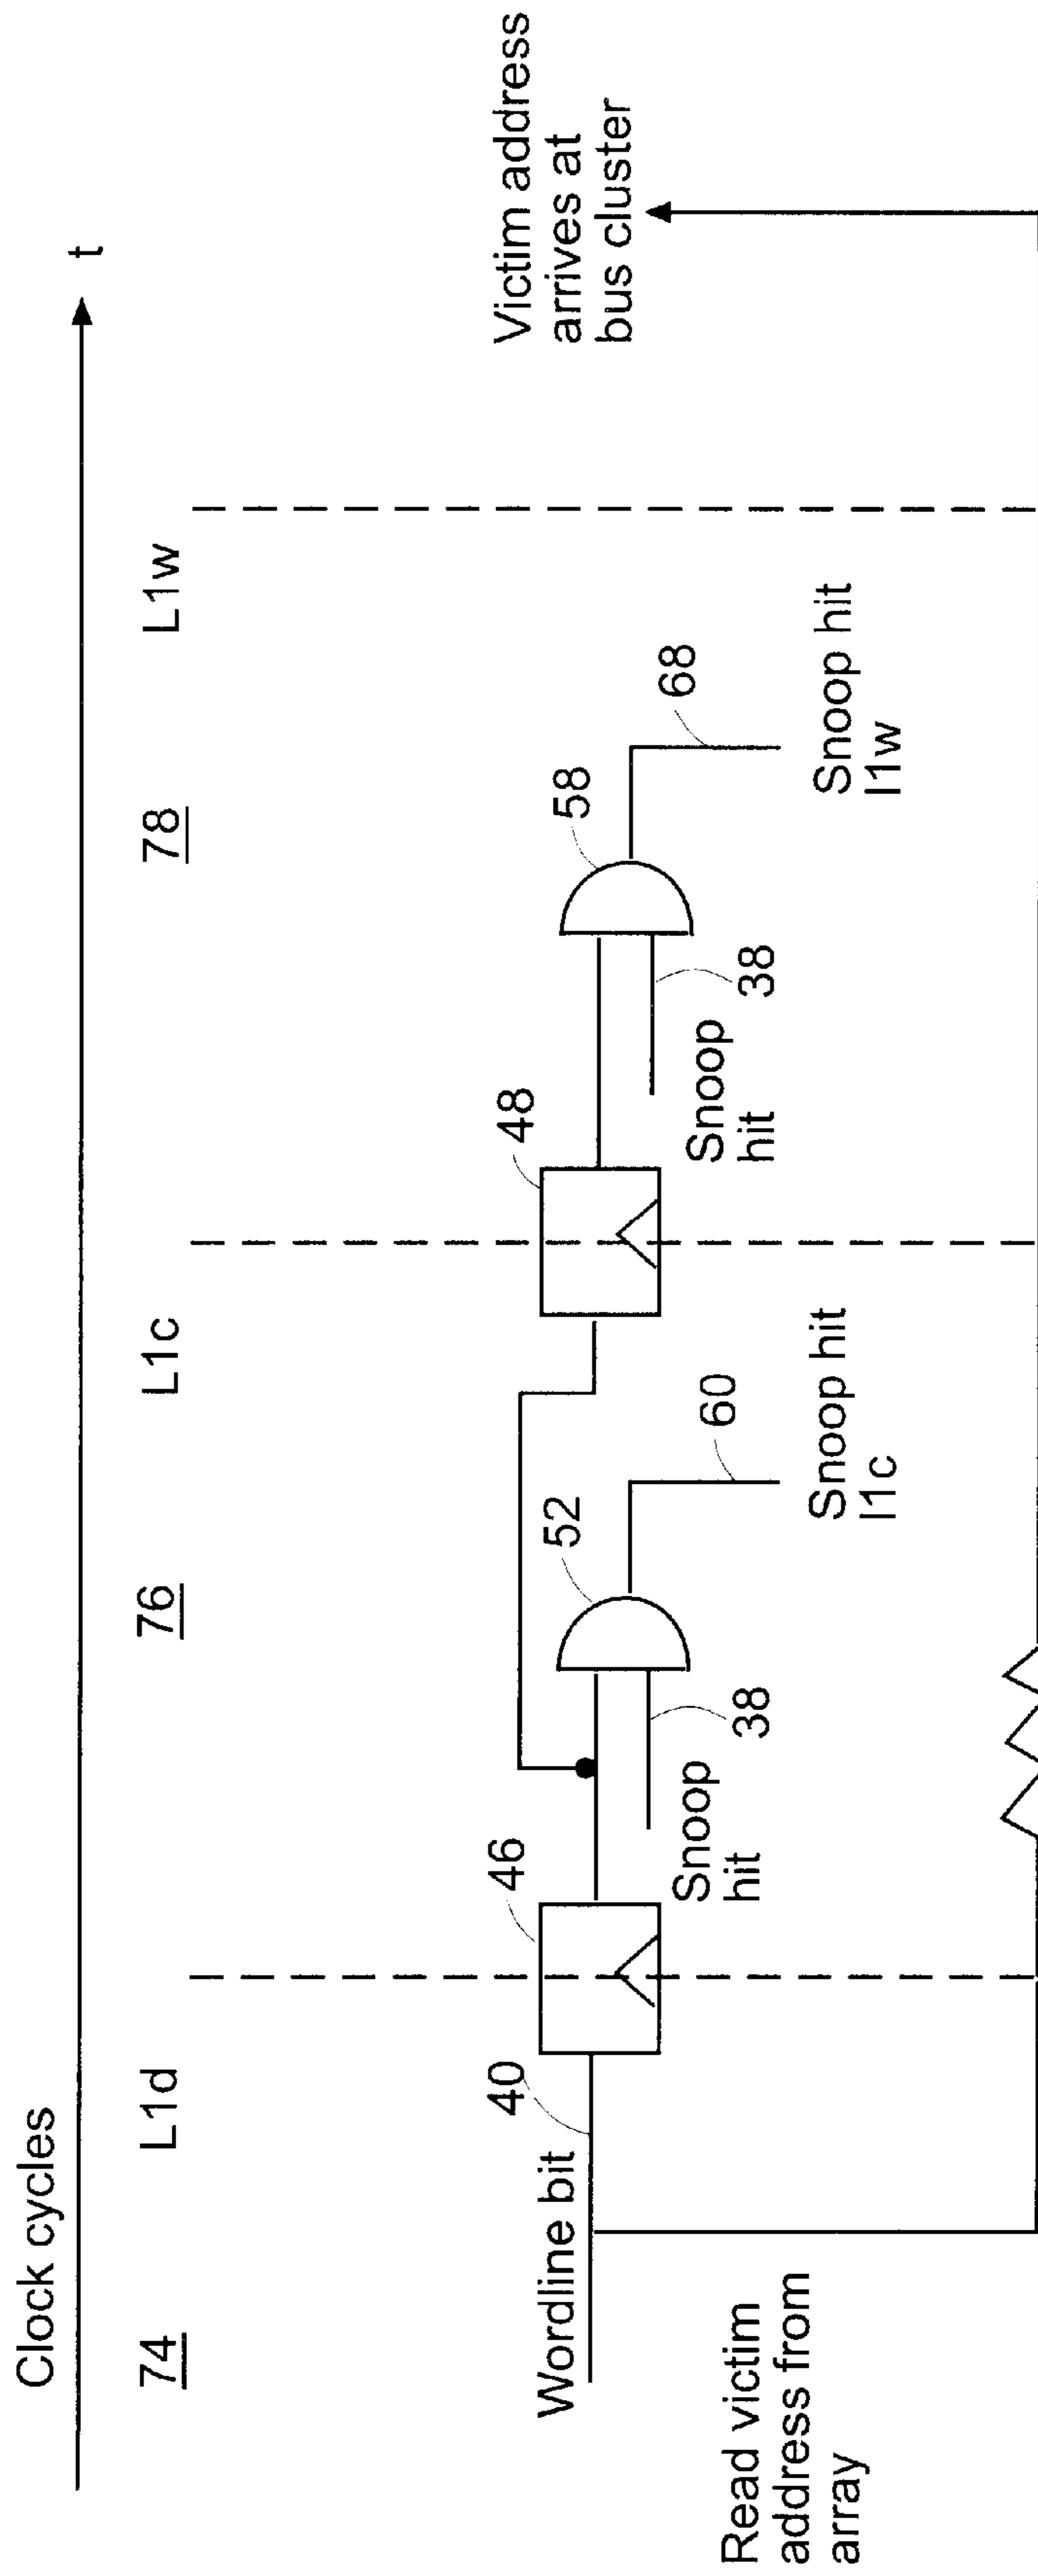 Clock cycles
t
74
L1d
76
L1c
78
L1w
Wordline bit
40
46
52
48
58
Snoop
hit
38
60
Snoop hit
l1c
Snoop
hit
38
68
Snoop hit
l1w
Victim address
arrives at
bus cluster
Read victim
address from
array